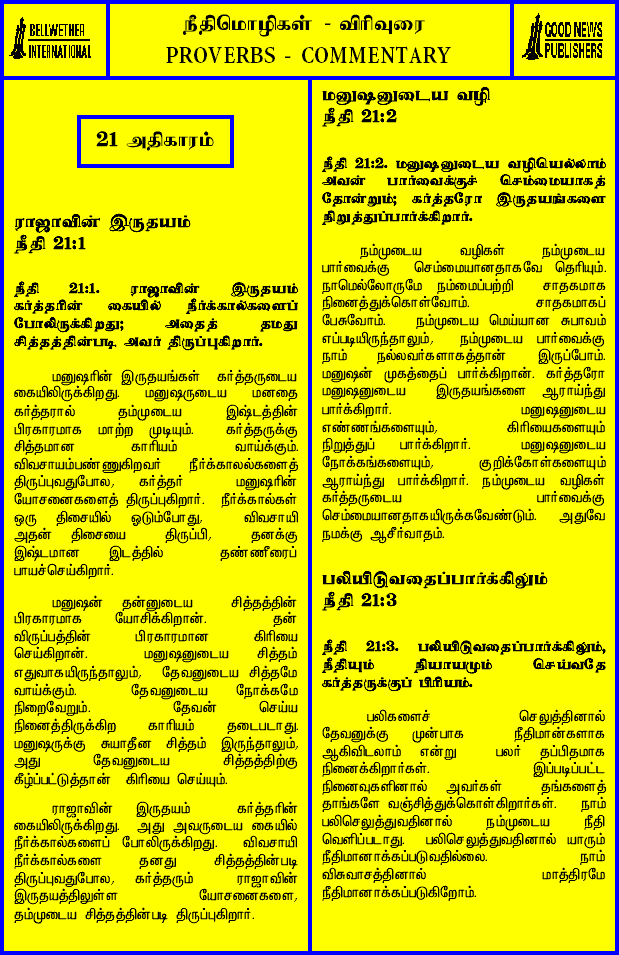 BELLWETHER
INTERNATIONAL
நீதிமொழிகள் - விரிவுரை
PROVERBS - COMMENTARY
GOOD NEWS
PUBLISHERS
21 அதிகாரம்
ராஜாவின் இருதயம்
நீதி 21:1
நீதி 21:1. ராஜாவின் இருதயம்
கர்த்தரின் கையில் நீர்க்கால்களைப்
போலிருக்கிறது; அதைத் தமது
சித்தத்தின்படி அவர் திருப்புகிறார்.
மனுஷரின் இருதயங்கள் கர்த்தருடைய
கையிலிருக்கிறது. மனுஷருடைய மனதை
கர்த்தரால் தம்முடைய இஷ்டத்தின்
பிரகாரமாக மாற்ற முடியும். கர்த்தருக்கு
சித்தமான காரியம் வாய்க்கும்.
விவசாயம்பண்ணுகிறவர் நீர்க்காலல்களைத்
திருப்புவதுபோல, கர்த்தர் மனுஷரின்
யோசனைகளைத் திருப்புகிறார். நீர்க்கால்கள்
ஒரு திசையில் ஓடும்போது, விவசாயி
அதன் திசையை திருப்பி, தனக்கு
இஷ்டமான இடத்தில் தண்ணீரைப்
பாயச்செய்கிறார்.
மனுஷன் தன்னுடைய சித்தத்தின்
பிரகாரமாக யோசிக்கிறான். தன்
விருப்பத்தின் பிரகாரமான கிரியை
செய்கிறான். மனுஷனுடைய சித்தம்
எதுவாகயிருந்தாலும், தேவனுடைய சித்தமே
வாய்க்கும். தேவனுடைய நோக்கமே
நிறைவேறும். தேவன் செய்ய
நினைத்திருக்கிற காரியம் தடைபடாது.
மனுஷருக்கு சுயாதீன சித்தம் இருந்தாலும்,
அது தேவனுடைய சித்தத்திற்கு
கீழ்ப்பட்டுத்தான் கிரியை செய்யும்.
ராஜாவின் இருதயம் கர்த்தரின்
கையிலிருக்கிறது. அது அவருடைய கையில்
நீர்க்கால்களைப் போலிருக்கிறது. விவசாயி
நீர்க்கால்களை தனது சித்தத்தின்படி
திருப்புவதுபோல, கர்த்தரும் ராஜாவின்
இருதயத்திலுள்ள யோசனைகளை,
தம்முடைய சித்தத்தின்படி திருப்புகிறார்.
மனுஷனுடைய வழி
நீதி 21:2
நீதி 21:2. மனுஷனுடைய வழியெல்லாம்
அவன் பார்வைக்குச் செம்மையாகத்
தோன்றும்; கர்த்தரோ இருதயங்களை
நிறுத்துப்பார்க்கிறார்.
நம்முடைய வழிகள் நம்முடைய
பார்வைக்கு செம்மையானதாகவே தெரியும்.
நாமெல்லோருமே நம்மைப்பற்றி சாதகமாக
நினைத்துக்கொள்வோம். சாதகமாகப்
பேசுவோம். நம்முடைய மெய்யான சுபாவம்
எப்படியிருந்தாலும், நம்முடைய பார்வைக்கு
நாம் நல்லவர்களாகத்தான் இருப்போம்.
மனுஷன் முகத்தைப் பார்க்கிறான். கர்த்தரோ
மனுஷனுடைய இருதயங்களை ஆராய்ந்து
பார்க்கிறார். மனுஷனுடைய
எண்ணங்களையும், கிரியைகளையும்
நிறுத்துப் பார்க்கிறார். மனுஷனுடைய
நோக்கங்களையும், குறிக்கோள்களையும்
ஆராய்ந்து பார்க்கிறார். நம்முடைய வழிகள்
கர்த்தருடைய பார்வைக்கு
செம்மையானதாகயிருக்கவேண்டும். அதுவே
நமக்கு ஆசீர்வாதம்.
பலியிடுவதைப்பார்க்கிலும்
நீதி 21:3
நீதி 21:3. பலியிடுவதைப்பார்க்கிலும்,
நீதியும் நியாயமும் செய்வதே
கர்த்தருக்குப் பிரியம்.
பலிகளைச் செலுத்தினால்
தேவனுக்கு முன்பாக நீதிமான்களாக
ஆகிவிடலாம் என்று பலர் தப்பிதமாக
நினைக்கிறார்கள். இப்படிப்பட்ட
நினைவுகளினால் அவர்கள் தங்களைத்
தாங்களே வஞ்சித்துக்கொள்கிறார்கள். நாம்
பலிசெலுத்துவதினால் நம்முடைய நீதி
வெளிப்படாது. பலிசெலுத்துவதினால் யாரும்
நீதிமானாக்கப்படுவதில்லை. நாம்
விசுவாசத்தினால் மாத்திரமே
நீதிமானாக்கப்படுகிறோம்.